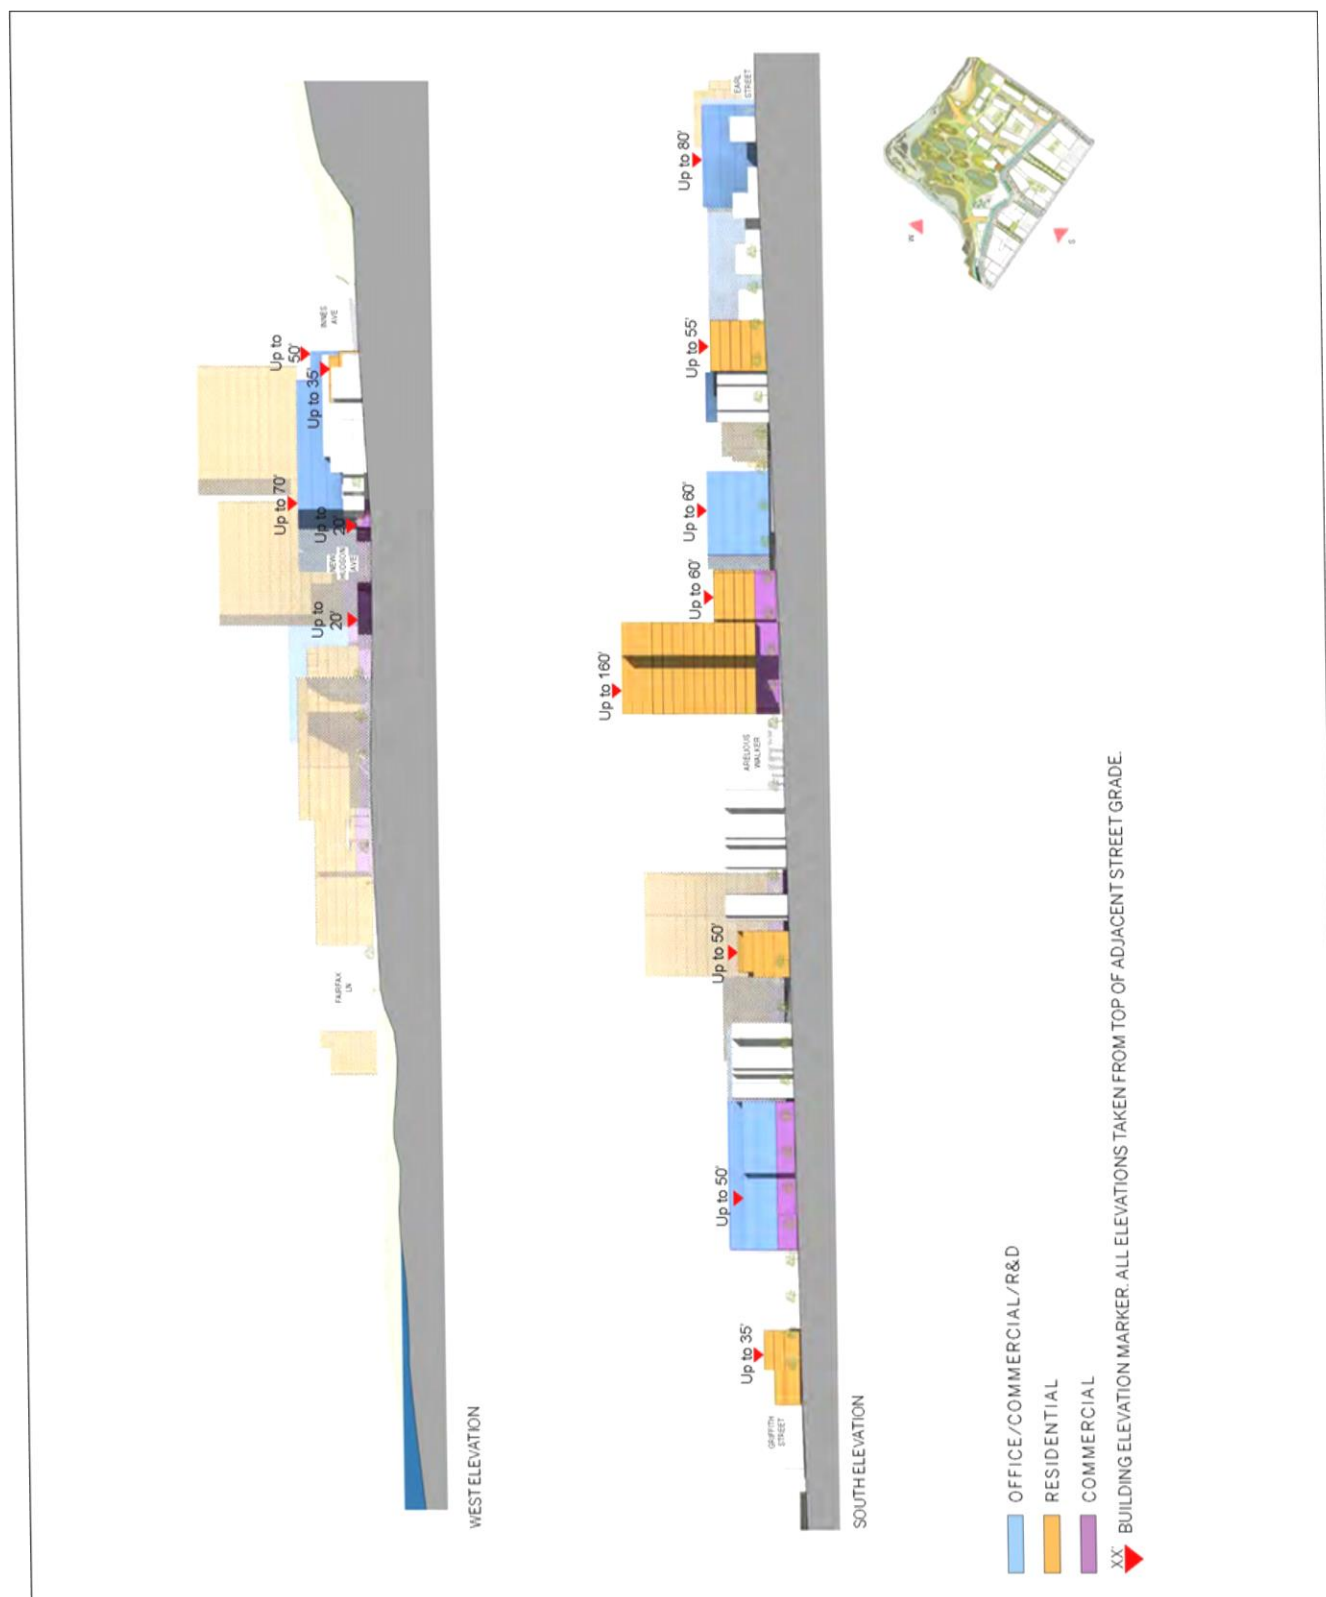 FAIRFAX
LN
Up to
20'
NEW
HUDSON
AVE
Up to
20'
Up to 70'
Up to 35'
Up to
50'
INNES
AVE
WEST ELEVATION
GRIFFITH
STREET
Up to 35'
Up to 50'
Up to 50'
ARELIOUS
WALKER
Up to 160'
Up to 60'
Up to 60'
Up to 55'
Up to 80'
EARL
STREET
SOUTH ELEVATION
W
S
OFFICE/COMMERCIAL/R&D
RESIDENTIAL
COMMERCIAL
XX' BUILDING ELEVATION MARKER. ALL ELEVATIONS TAKEN FROM TOP OF ADJACENT STREET GRADE.